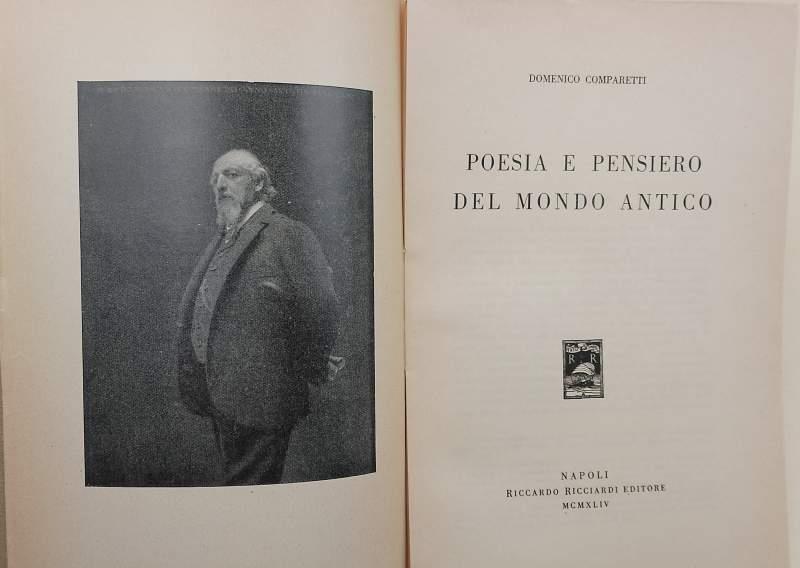 DOMENICO COMPARETTI
POESIA E PENSIERO
DEL MONDO ANTICO
R R
NAPOLI
RICCARDO RICCIARDI EDITORE
MCMXLIV